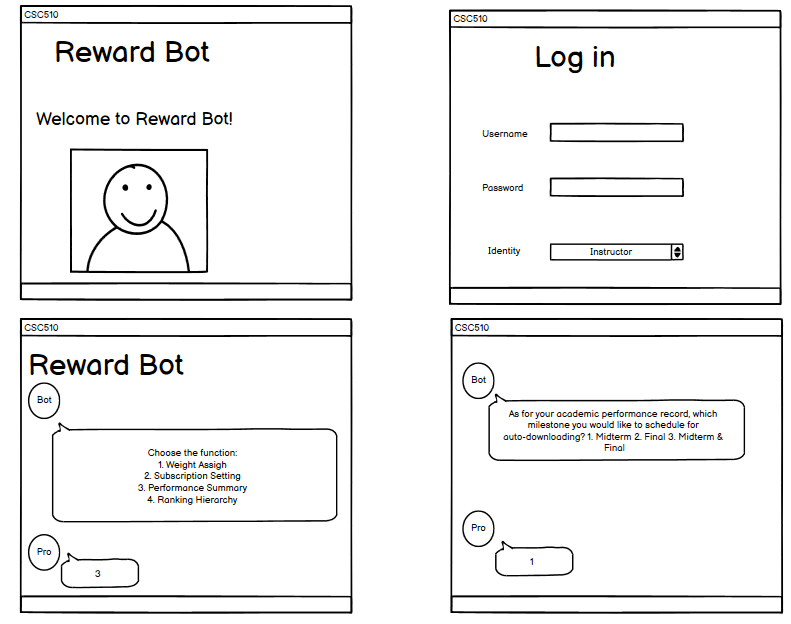 CSC510
Reward Bot
Welcome to Reward Bot!
CSC510
Log in
Username
Password
Identity
Instructor
CSC510
Reward Bot
Bot
Choose the function:
1. Weight Assigh
2. Subscription Setting
3. Performance Summary
4. Ranking Hierarchy
Pro
3
CSC510
Bot
As for your academic performance record, which
milestone you would like to schedule for
auto-downloading? 1. Midterm 2. Final 3. Midterm &
Final
Pro
1